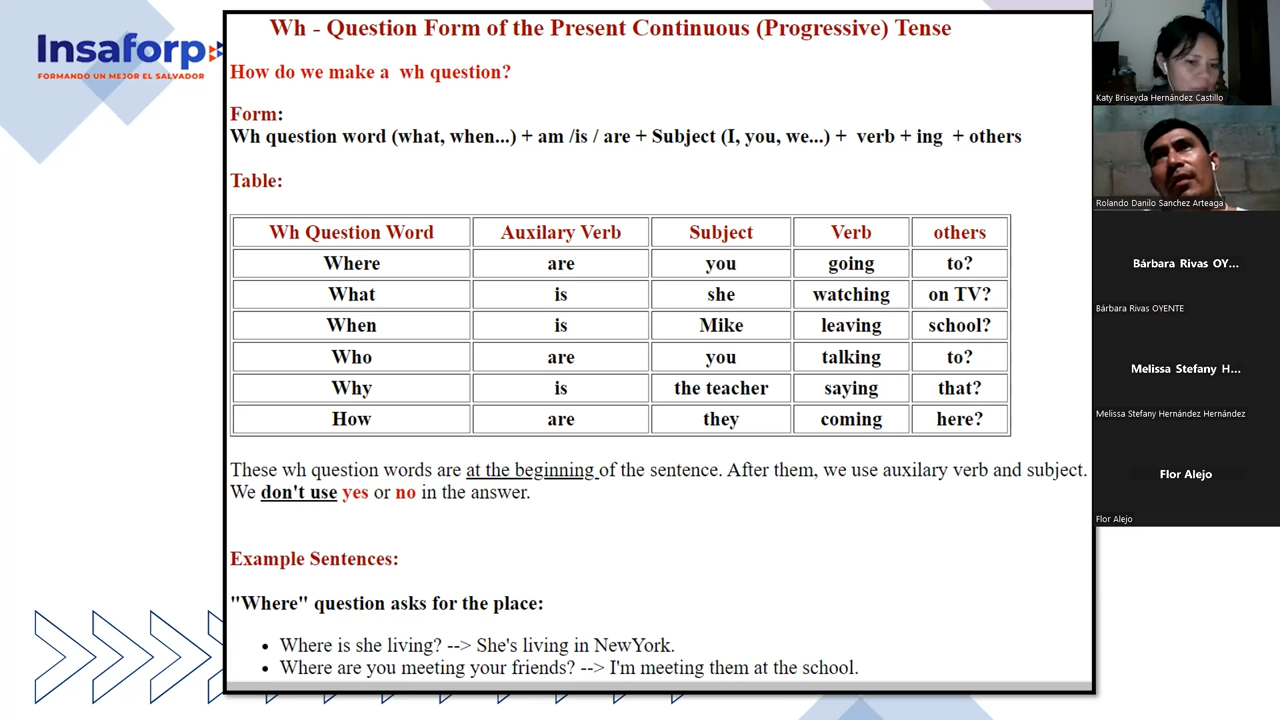 Insaforp
FORMANDO UN MEJOR EL SALVADOR
Wh - Question Form of the Present Continuous (Progressive) Tense
How do we make a wh question?
Form:
Wh question word (what, when...) + am /is / are + Subject (I, you, we...) + verb + ing + others
Table:
Wh Question Word Auxilary Verb Subject Verb others
Where are you going to?
What is she watching on TV?
When is Mike leaving school?
Who are you talking to?
Why is the teacher saying that?
How are they coming here?
These wh question words are at the beginning of the sentence. After them, we use auxilary verb and subject.
We don't use yes or no in the answer.
Example Sentences:
"Where" question asks for the place:
Where is she living? --> She's living in NewYork.
Where are you meeting your friends? --> I'm meeting them at the school.
Katy Briseyda Hernández Castillo
Rolando Danilo Sanchez Arteaga
Bárbara Rivas OY...
Bárbara Rivas OYENTE
Melissa Stefany H...
Melissa Stefany Hernández Hernández
Flor Alejo
Flor Alejo